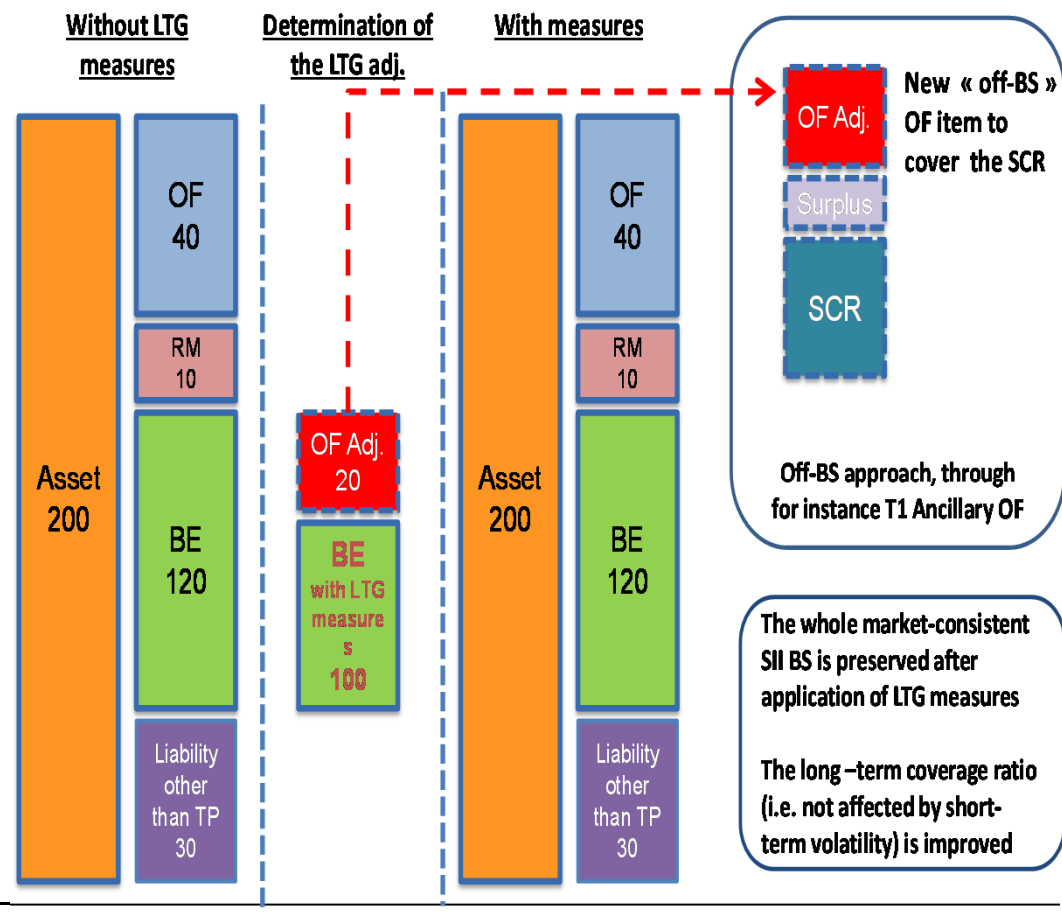 Without LTG
measures
Determination of
the LTG adj.
With measures
Asset
200
OF
40
RM
10
BE
120
Liability
other
than TP
30
OF Adj.
20
BE
with LTG
measure
s
100
Asset
200
OF
40
RM
10
BE
120
Liability
other
than TP
30
OF Adj.
Surplus
SCR
New « off-BS »
OF item to
cover the SCR
Off-BS approach, through
for instance T1 Ancillary OF
The whole market-consistent
SII BS is preserved after
application of LTG measures
The long –term coverage ratio
(i.e. not affected by short-
term volatility) is improved